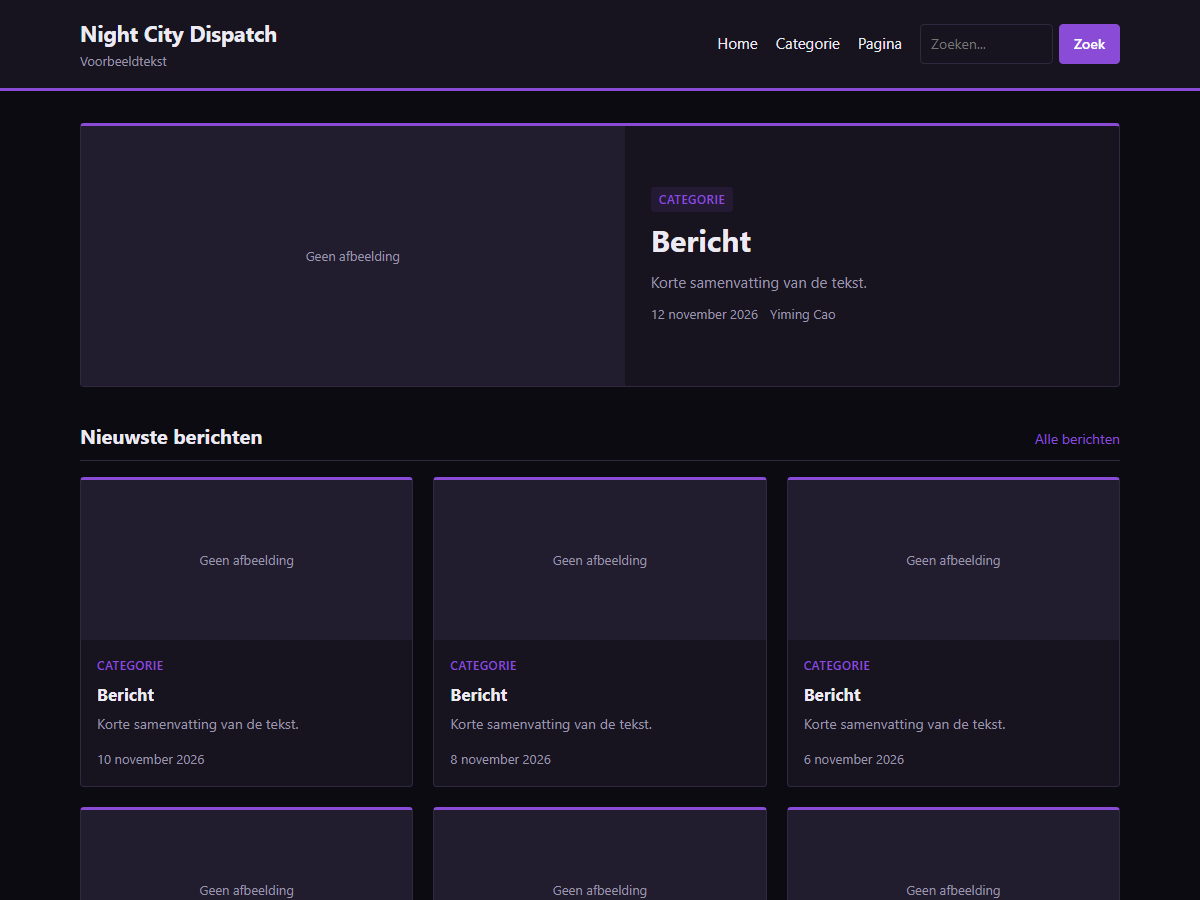 Night City Dispatch
Voorbeeldtekst
Home Categorie Pagina Zoeken... Zoek
Geen afbeelding
CATEGORIE
Bericht
Korte samenvatting van de tekst.
12 november 2026 Yiming Cao
Nieuwste berichten
Alle berichten
Geen afbeelding
CATEGORIE
Bericht
Korte samenvatting van de tekst.
10 november 2026
Geen afbeelding
CATEGORIE
Bericht
Korte samenvatting van de tekst.
8 november 2026
Geen afbeelding
CATEGORIE
Bericht
Korte samenvatting van de tekst.
6 november 2026
Geen afbeelding
Geen afbeelding
Geen afbeelding